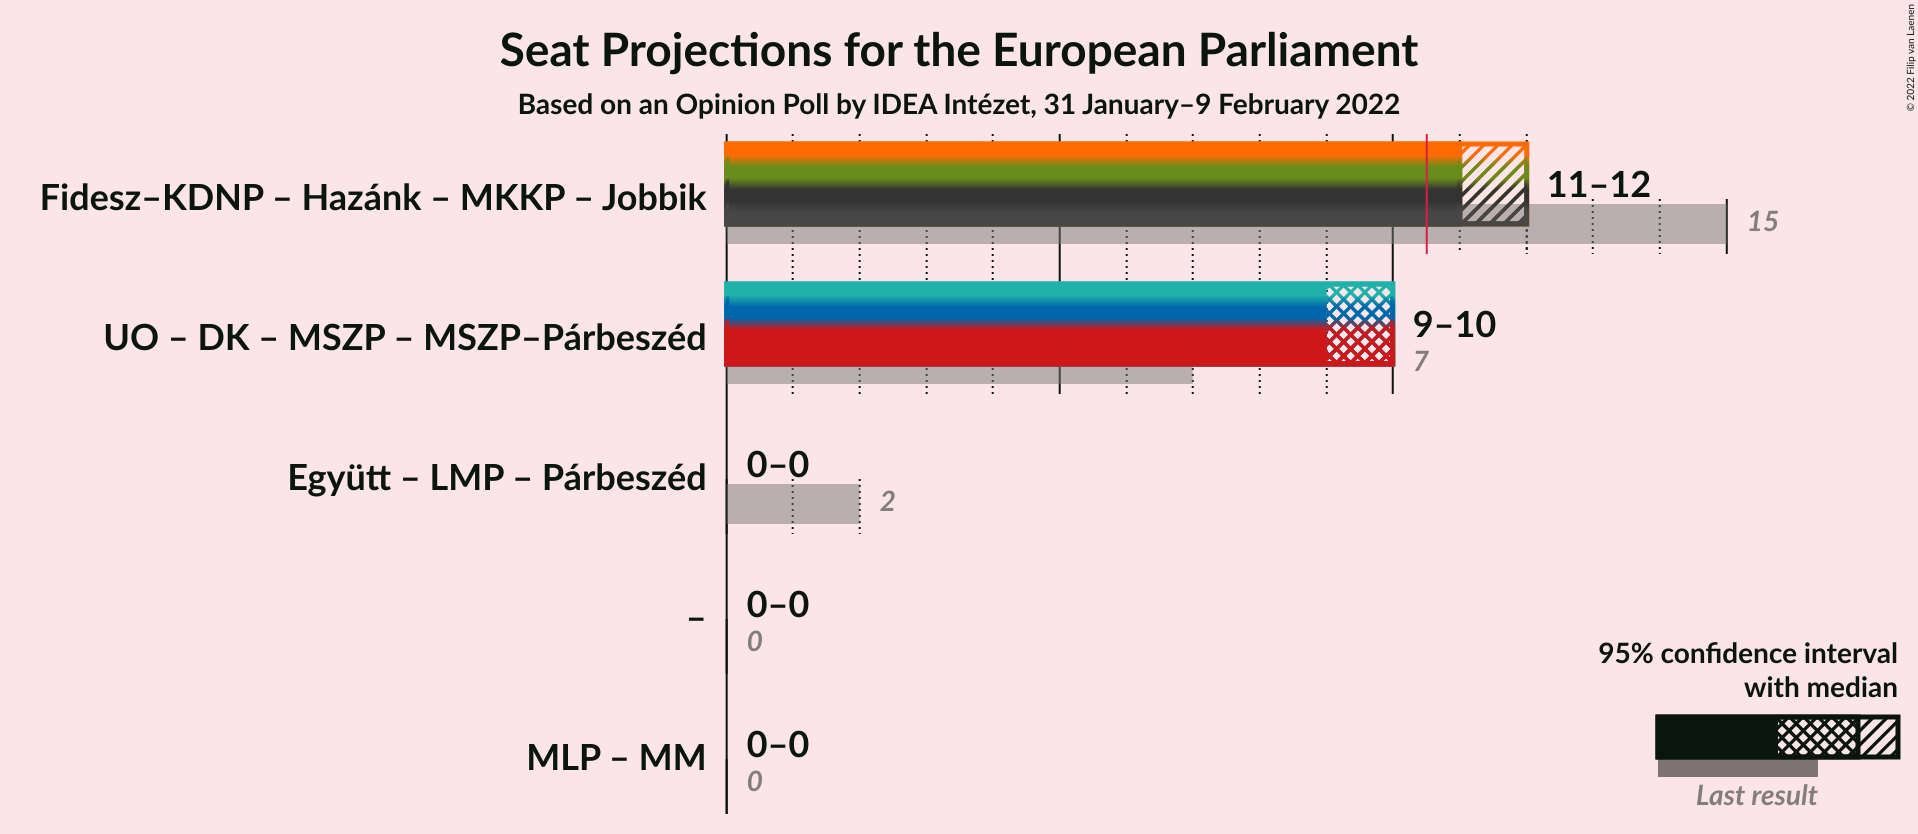 Seat Projections for the European Parliament
Based on an Opinion Poll by IDEA Intézet, 31 January–9 February 2022
© 2022 Filip van Laenen
Fidesz–KDNP – Hazánk – MKKP – Jobbik
11–12
15
UO – DK – MSZP – MSZP–Párbeszéd
9–10
7
Együtt – LMP – Párbeszéd
0–0
2
–
0–0
0
MLP – MM
0–0
0
95% confidence interval
with median
Last result